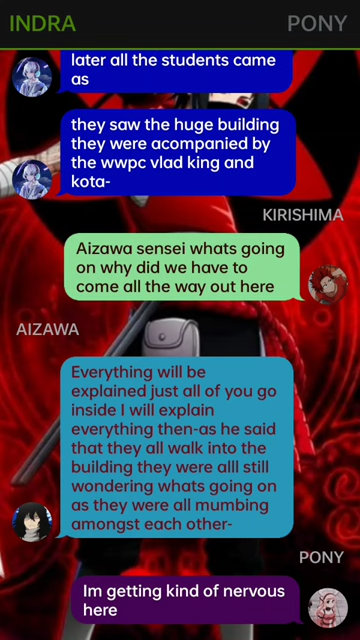 INDRA
PONY
later all the students came
as
they saw the huge building
they were acompanied by
the wwpc vlad king and
kota-
KIRISHIMA
Aizawa sensei whats going
on why did we have to
come all the way out here
AIZAWA
Everything will be
explained just all of you go
inside I will explain
everything then-as he said
that they all walk into the
building they were alll still
wondering whats going on
as they were all mumbing
amongst each other-
PONY
Im getting kind of nervous
here